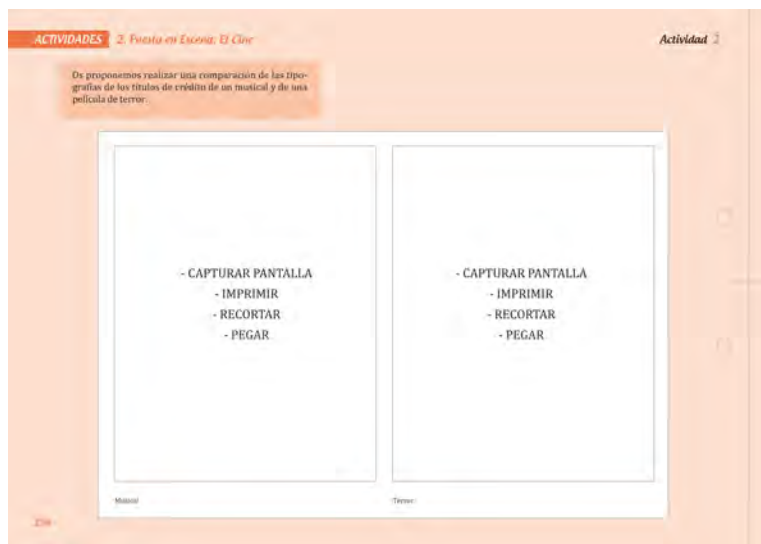 ACTIVIDADES 2. Puesta en Escena: El Cine
Actividad 2
Os proponemos realizar una comparación de las tipo-
grafías de los títulos de crédito de un musical y de una
película de terror.
- CAPTURAR PANTALLA
- IMPRIMIR
- RECORTAR
- PEGAR
- CAPTURAR PANTALLA
- IMPRIMIR
- RECORTAR
- PEGAR
Musical
Terror